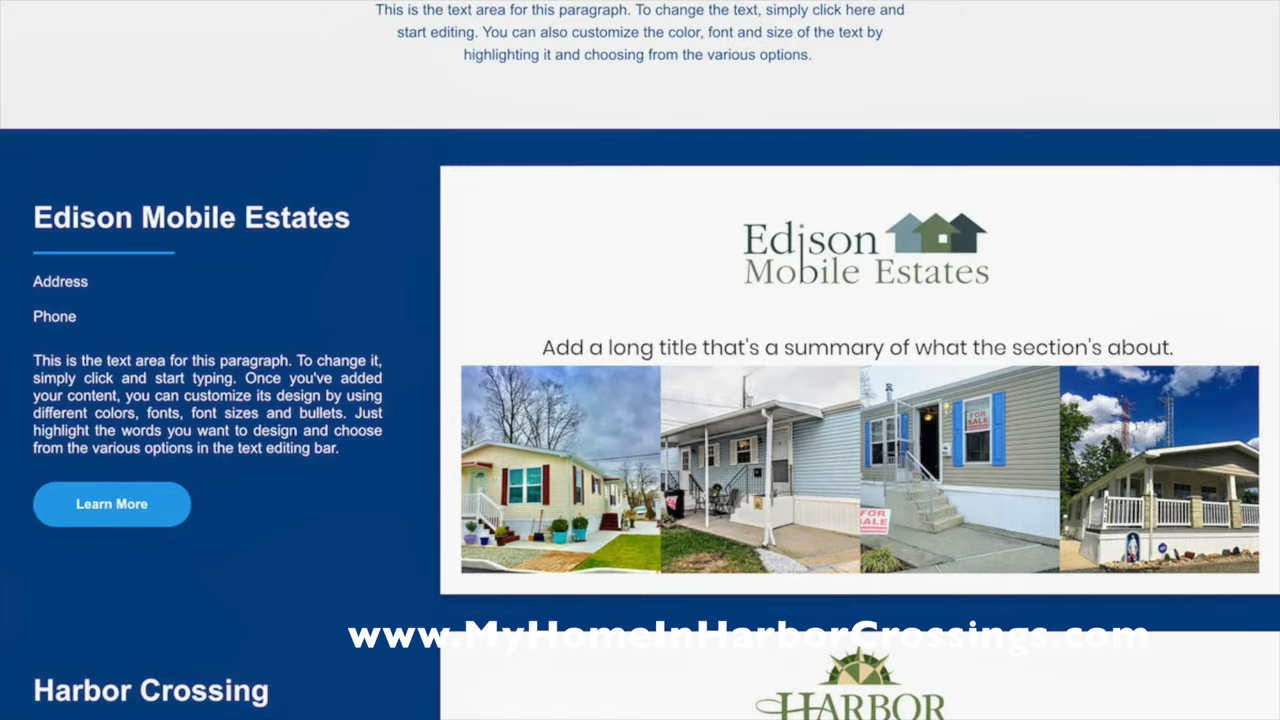 This is the text area for this paragraph. To change the text, simply click here and
start editing. You can also customize the color, font and size of the text by
highlighting it and choosing from the various options.
Edison Mobile Estates
Address
Phone
This is the text area for this paragraph. To change it,
simply click and start typing. Once you've added
your content, you can customize its design by using
different colors, fonts, font sizes and bullets. Just
highlight the words you want to design and choose
from the various options in the text editing bar.
Learn More
Edison
Mobile Estates
Add a long title that's a summary of what the section's about.
FOR
SALE
FOR
SALE
www.MyHomeInHarborCrossings.com
Harbor Crossing
HARBOR